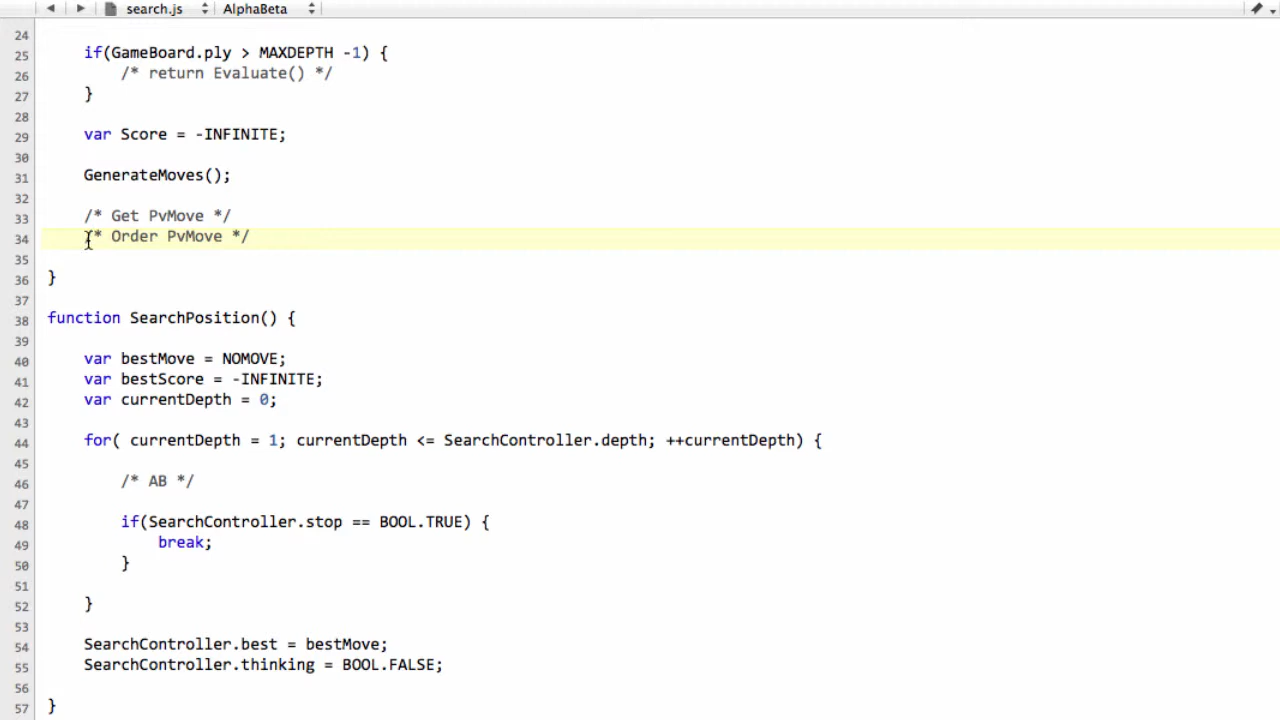 search.js AlphaBeta
24
25 if(GameBoard.ply > MAXDEPTH -1) {
26 /* return Evaluate() */
27 }
28
29 var Score = -INFINITE;
30
31 GenerateMoves();
32
33 /* Get PvMove */
34 /* Order PvMove */
35
36 }
37
38 function SearchPosition() {
39
40 var bestMove = NOMOVE;
41 var bestScore = -INFINITE;
42 var currentDepth = 0;
43
44 for( currentDepth = 1; currentDepth <= SearchController.depth; ++currentDepth) {
45
46 /* AB */
47
48 if(SearchController.stop == BOOL.TRUE) {
49 break;
50 }
51
52 }
53
54 SearchController.best = bestMove;
55 SearchController.thinking = BOOL.FALSE;
56
57 }